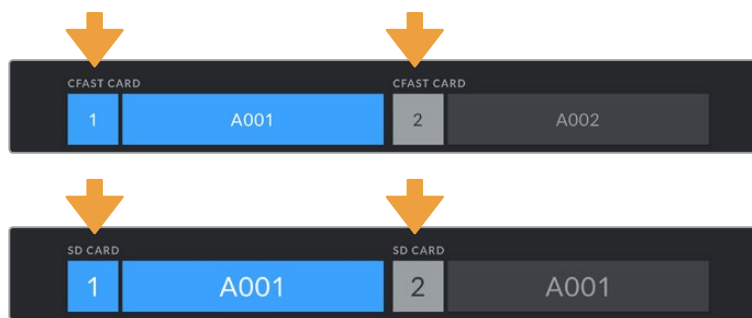 CFAST CARD CFAST CARD
1 A001 2 A002
SD CARD SD CARD
1 A001 2 A001